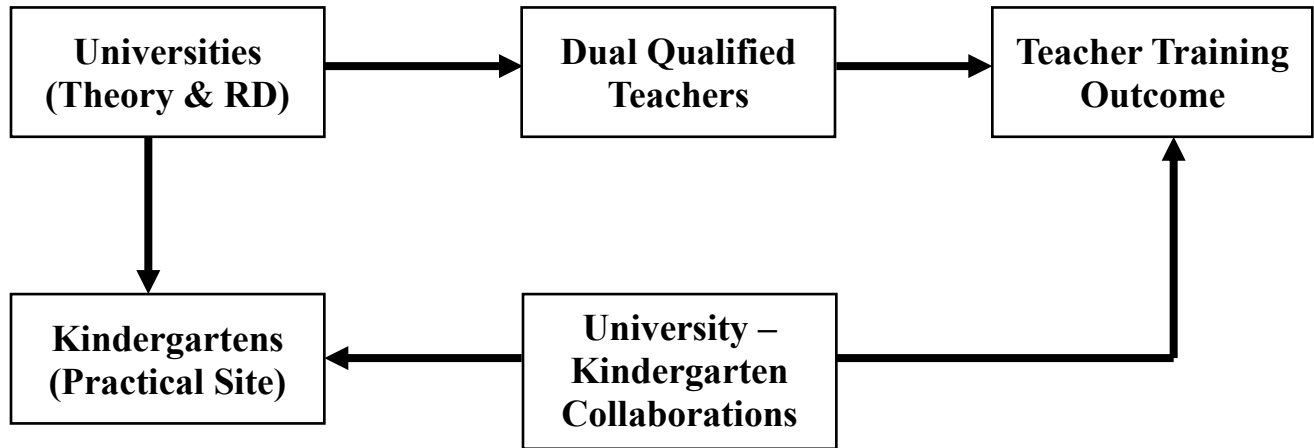 Universities
(Theory & RD)
Dual Qualified
Teachers
Teacher Training
Outcome
Kindergartens
(Practical Site)
University –
Kindergarten
Collaborations